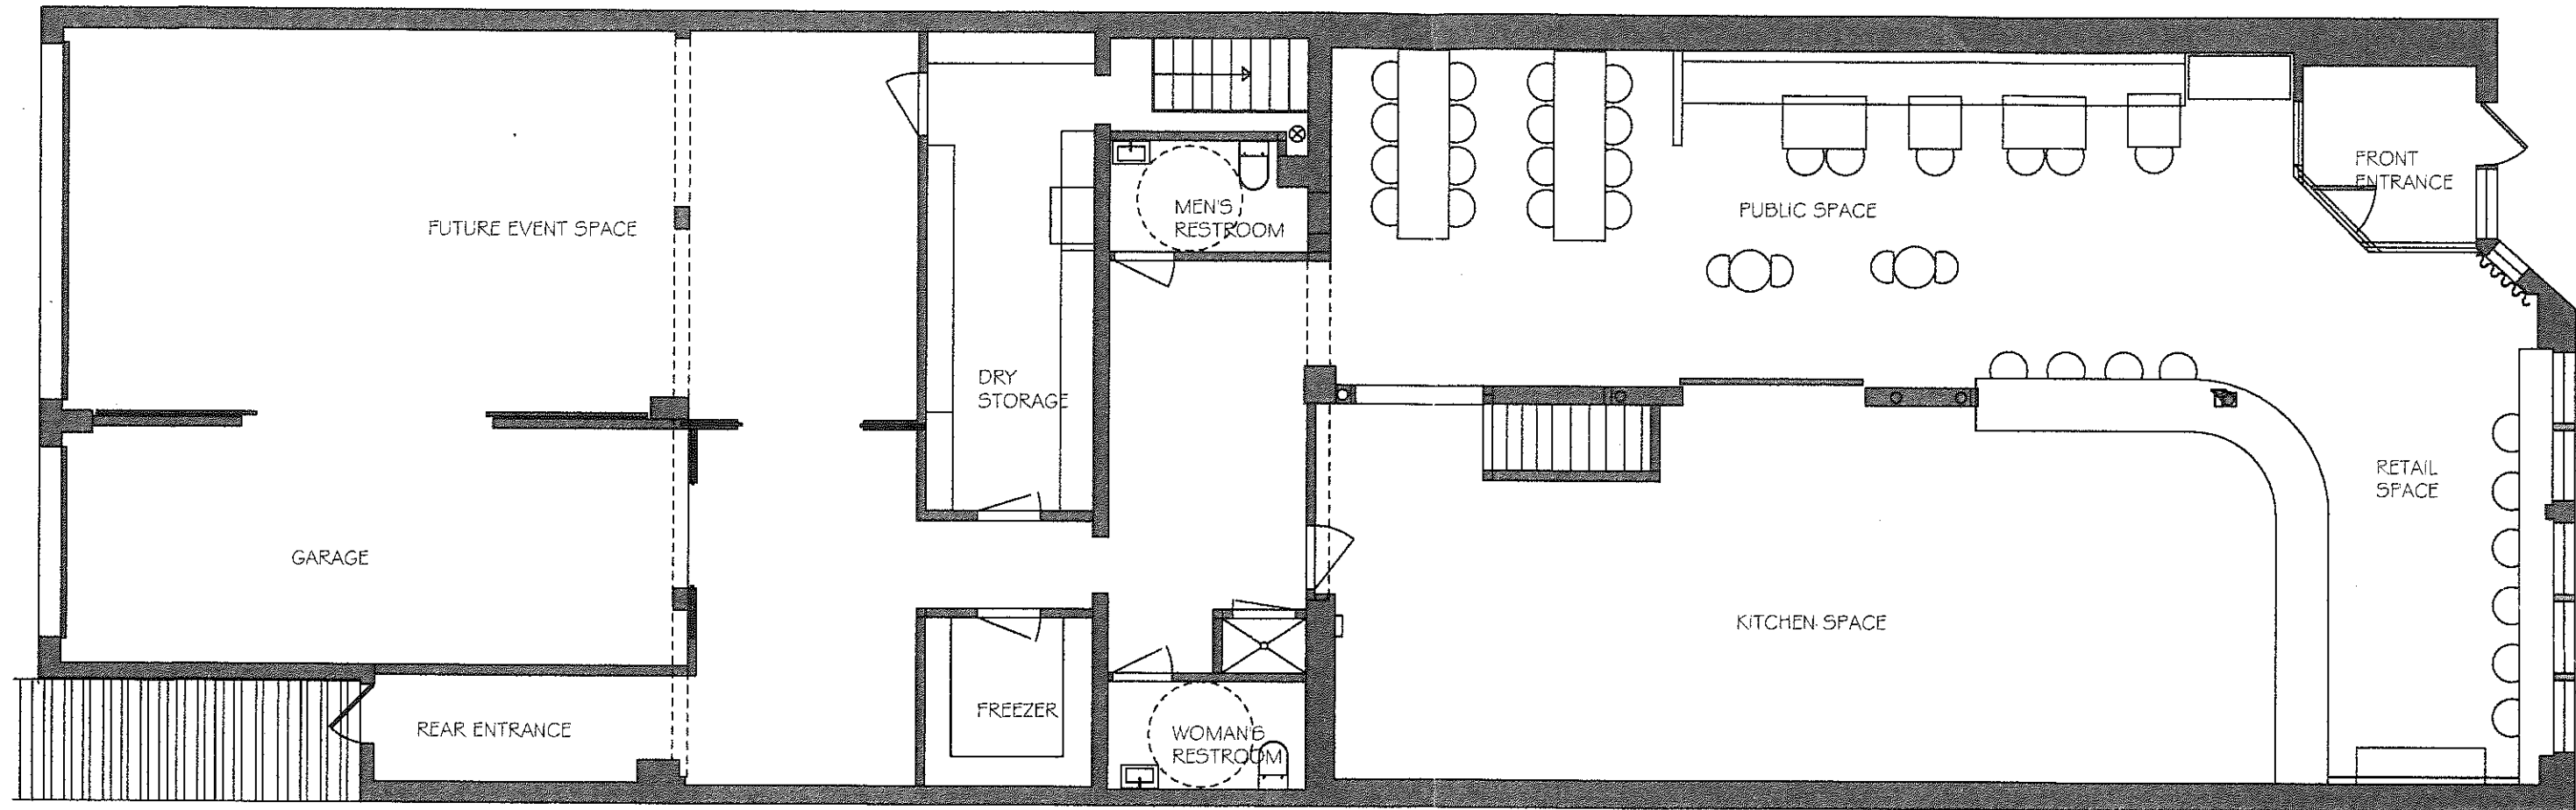 FUTURE EVENT SPACE
GARAGE
REAR ENTRANCE
DRY
STORAGE
FREEZER
MEN'S
RESTROOM
WOMAN'S
RESTROOM
PUBLIC SPACE
KITCHEN SPACE
FRONT
ENTRANCE
RETAIL
SPACE